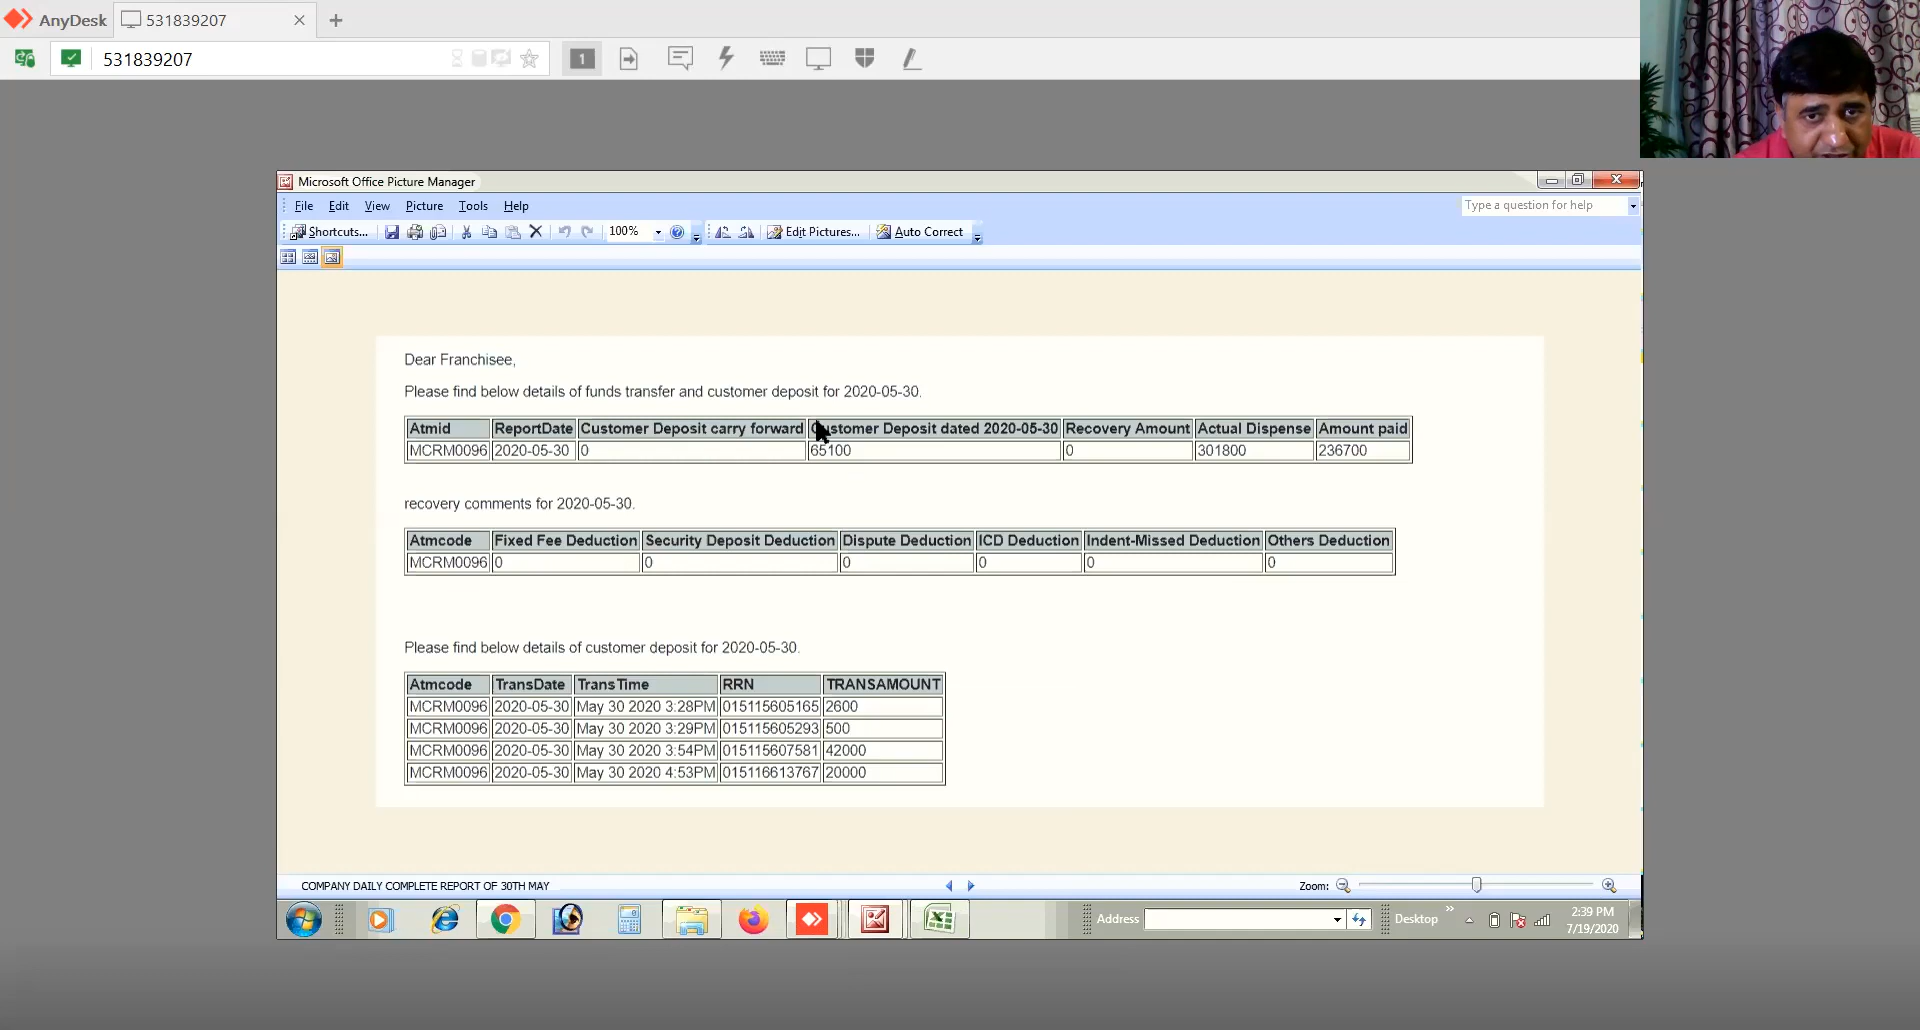 AnyDesk 531839207
531839207 1
Microsoft Office Picture Manager
File Edit View Picture Tools Help Type a question for help
Shortcuts... 100% Edit Pictures... Auto Correct
Dear Franchisee,
Please find below details of funds transfer and customer deposit for 2020-05-30.
Atmid ReportDate Customer Deposit carry forward Customer Deposit dated 2020-05-30 Recovery Amount Actual Dispense Amount paid
MCRM0096 2020-05-30 0 65100 0 301800 236700
recovery comments for 2020-05-30.
Atmcode Fixed Fee Deduction Security Deposit Deduction Dispute Deduction ICD Deduction Indent-Missed Deduction Others Deduction
MCRM0096 0 0 0 0 0 0
Please find below details of customer deposit for 2020-05-30.
Atmcode TransDate TransTime RRN TRANSAMOUNT
MCRM0096 2020-05-30 May 30 2020 3:28PM 015115605165 2600
MCRM0096 2020-05-30 May 30 2020 3:29PM 015115605293 500
MCRM0096 2020-05-30 May 30 2020 3:54PM 015115607581 42000
MCRM0096 2020-05-30 May 30 2020 4:53PM 015116613767 20000
COMPANY DAILY COMPLETE REPORT OF 30TH MAY Zoom:
Address Desktop 2:39 PM
7/19/2020